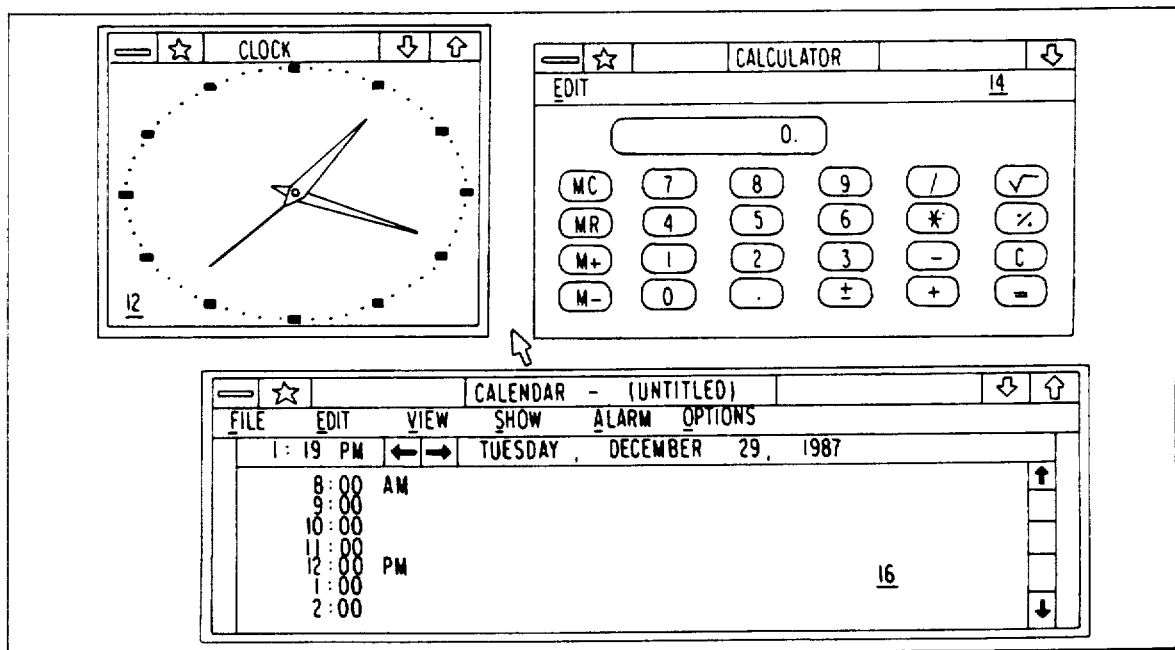 CLOCK
12
CALCULATOR
EDIT
14
0.
MC 7 8 9 / √
MR 4 5 6 * %
M+ 1 2 3 - C
M- 0 . ± + =
CALENDAR - (UNTITLED)
FILE EDIT VIEW SHOW ALARM OPTIONS
1:19 PM ← → TUESDAY, DECEMBER 29, 1987
8:00 AM
9:00
10:00
11:00
12:00 PM
1:00
2:00
16